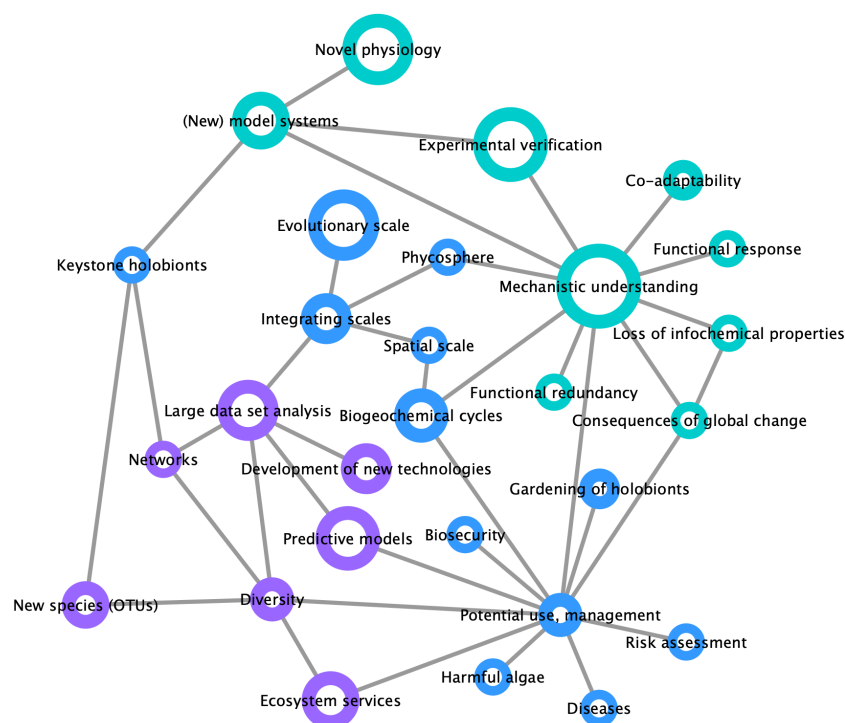 Novel physiology
(New) model systems
Experimental verification
Co-adaptability
Evolutionary scale
Functional response
Phycosphere
Keystone holobionts
Mechanistic understanding
Integrating scales
Loss of infochemical properties
Spatial scale
Functional redundancy
Large data set analysis
Biogeochemical cycles
Consequences of global change
Networks
Development of new technologies
Gardening of holobionts
Predictive models
Biosecurity
Diversity
New species (OTUs)
Potential use, management
Risk assessment
Harmful algae
Ecosystem services
Diseases